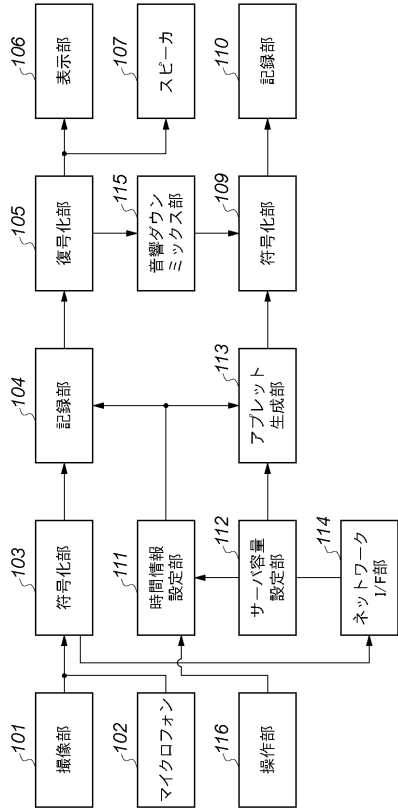 101
撮像部
103
符号化部
104
記録部
105
復号化部
106
表示部
102
マイクロフォン
111
時間情報
設定部
115
音響ダウン
ミックス部
107
スピーカ
116
操作部
112
サーバ容量
設定部
113
アプレット
生成部
109
符号化部
110
記録部
114
ネットワーク
I/F部